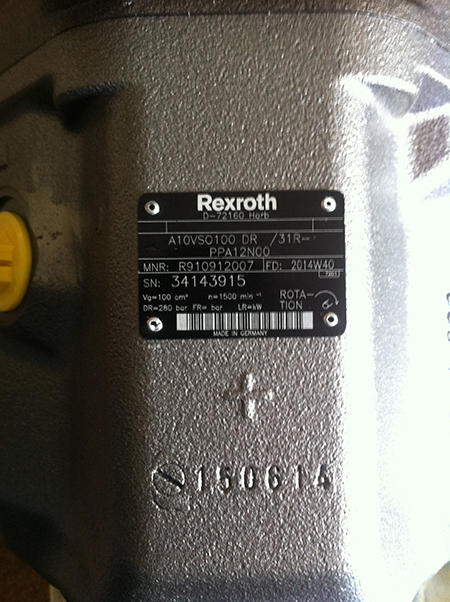 Rexroth
D-72160 Horb
A10VSO100 DR /31R-
PPA12N00
MNR: R910912007 FD: 2014W40
7201
SN: 34143915
Vg=100 cm³ n=1500 min⁻¹ ROTA-
DR=280 bar FR= bar LR=kW TION
MADE IN GERMANY
150614